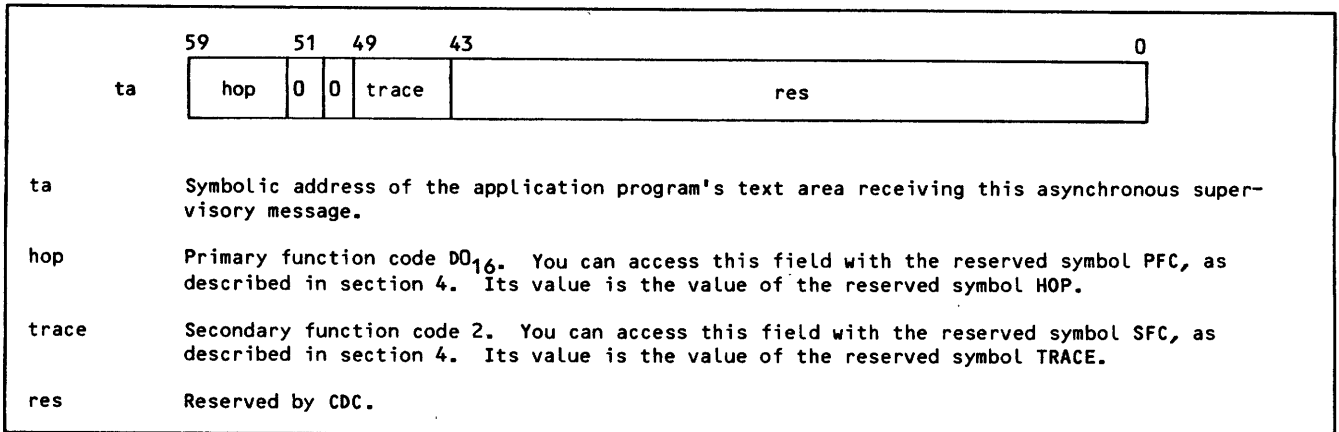 59 51 49 43 0
ta hop 0 0 trace res
ta Symbolic address of the application program's text area receiving this asynchronous super-
visory message.
hop Primary function code D0₁₆. You can access this field with the reserved symbol PFC, as
described in section 4. Its value is the value of the reserved symbol HOP.
trace Secondary function code 2. You can access this field with the reserved symbol SFC, as
described in section 4. Its value is the value of the reserved symbol TRACE.
res Reserved by CDC.